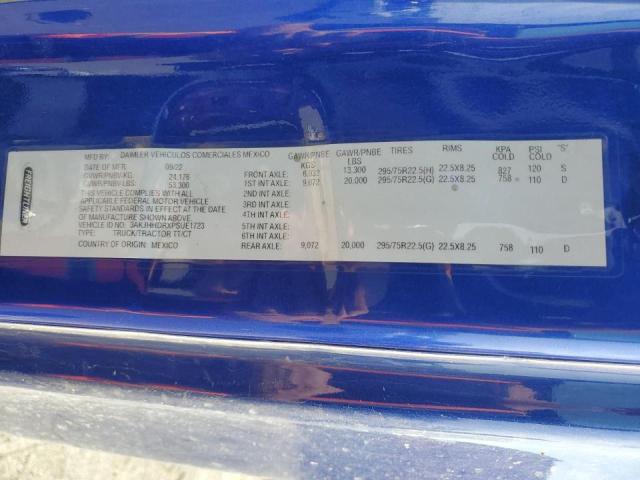 FREIGHTLINER
MFD.BY: DAIMLER VEHICULOS COMERCIALES MEXICO GAWR/PNBE GAWR/PNBE TIRES RIMS KPA PSI "S"
DATE OF MFR. 09/22 KGS LBS COLD COLD
GVWR/PNBV-KG: 24,176 FRONT AXLE: 6,033 13,300 295/75R22.5(H) 22.5X8.25 827 120 S
GVWR/PNBV-LBS: 53,300 1ST INT AXLE: 9,072 20,000 295/75R22.5(G) 22.5X8.25 758 110 D
THIS VEHICLE COMPLIES WITH ALL 2ND INT AXLE:
APPLICABLE FEDERAL MOTOR VEHICLE 3RD INT AXLE:
SAFETY STANDARDS IN EFFECT AT THE DATE 4TH INT AXLE:
OF MANUFACTURE SHOWN ABOVE. 5TH INT AXLE:
VEHICLE ID NO.: 3AKJHHDRXPSUE1723 6TH INT AXLE:
TYPE: TRUCK/TRACTOR TT/CT
COUNTRY OF ORIGIN: MEXICO REAR AXLE: 9,072 20,000 295/75R22.5(G) 22.5X8.25 758 110 D